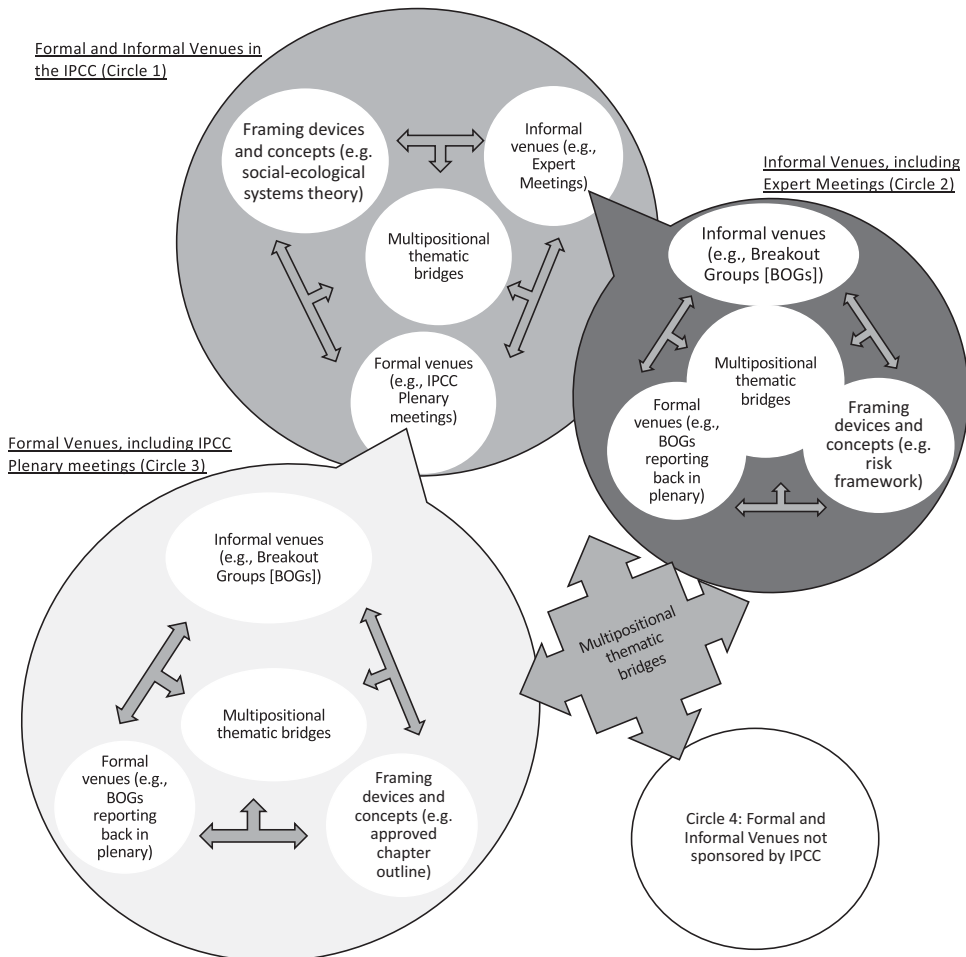 Formal and Informal Venues in
the IPCC (Circle 1)
Framing devices
and concepts (e.g.
social-ecological
systems theory)
Informal
venues (e.g.,
Expert
Meetings)
Multipositional
thematic
bridges
Formal venues
(e.g., IPCC
Plenary
meetings)
Informal Venues, including
Expert Meetings (Circle 2)
Informal venues
(e.g., Breakout
Groups [BOGs])
Multipositional
thematic
bridges
Formal
venues (e.g.,
BOGs
reporting
back in
plenary)
Framing
devices and
concepts (e.g.
risk
framework)
Formal Venues, including IPCC
Plenary meetings (Circle 3)
Informal venues
(e.g., Breakout
Groups [BOGs])
Multipositional
thematic bridges
Formal
venues (e.g.,
BOGs
reporting
back in
plenary)
Framing
devices and
concepts (e.g.
approved
chapter
outline)
Multipositional
thematic
bridges
Circle 4: Formal and
Informal Venues not
sponsored by IPCC